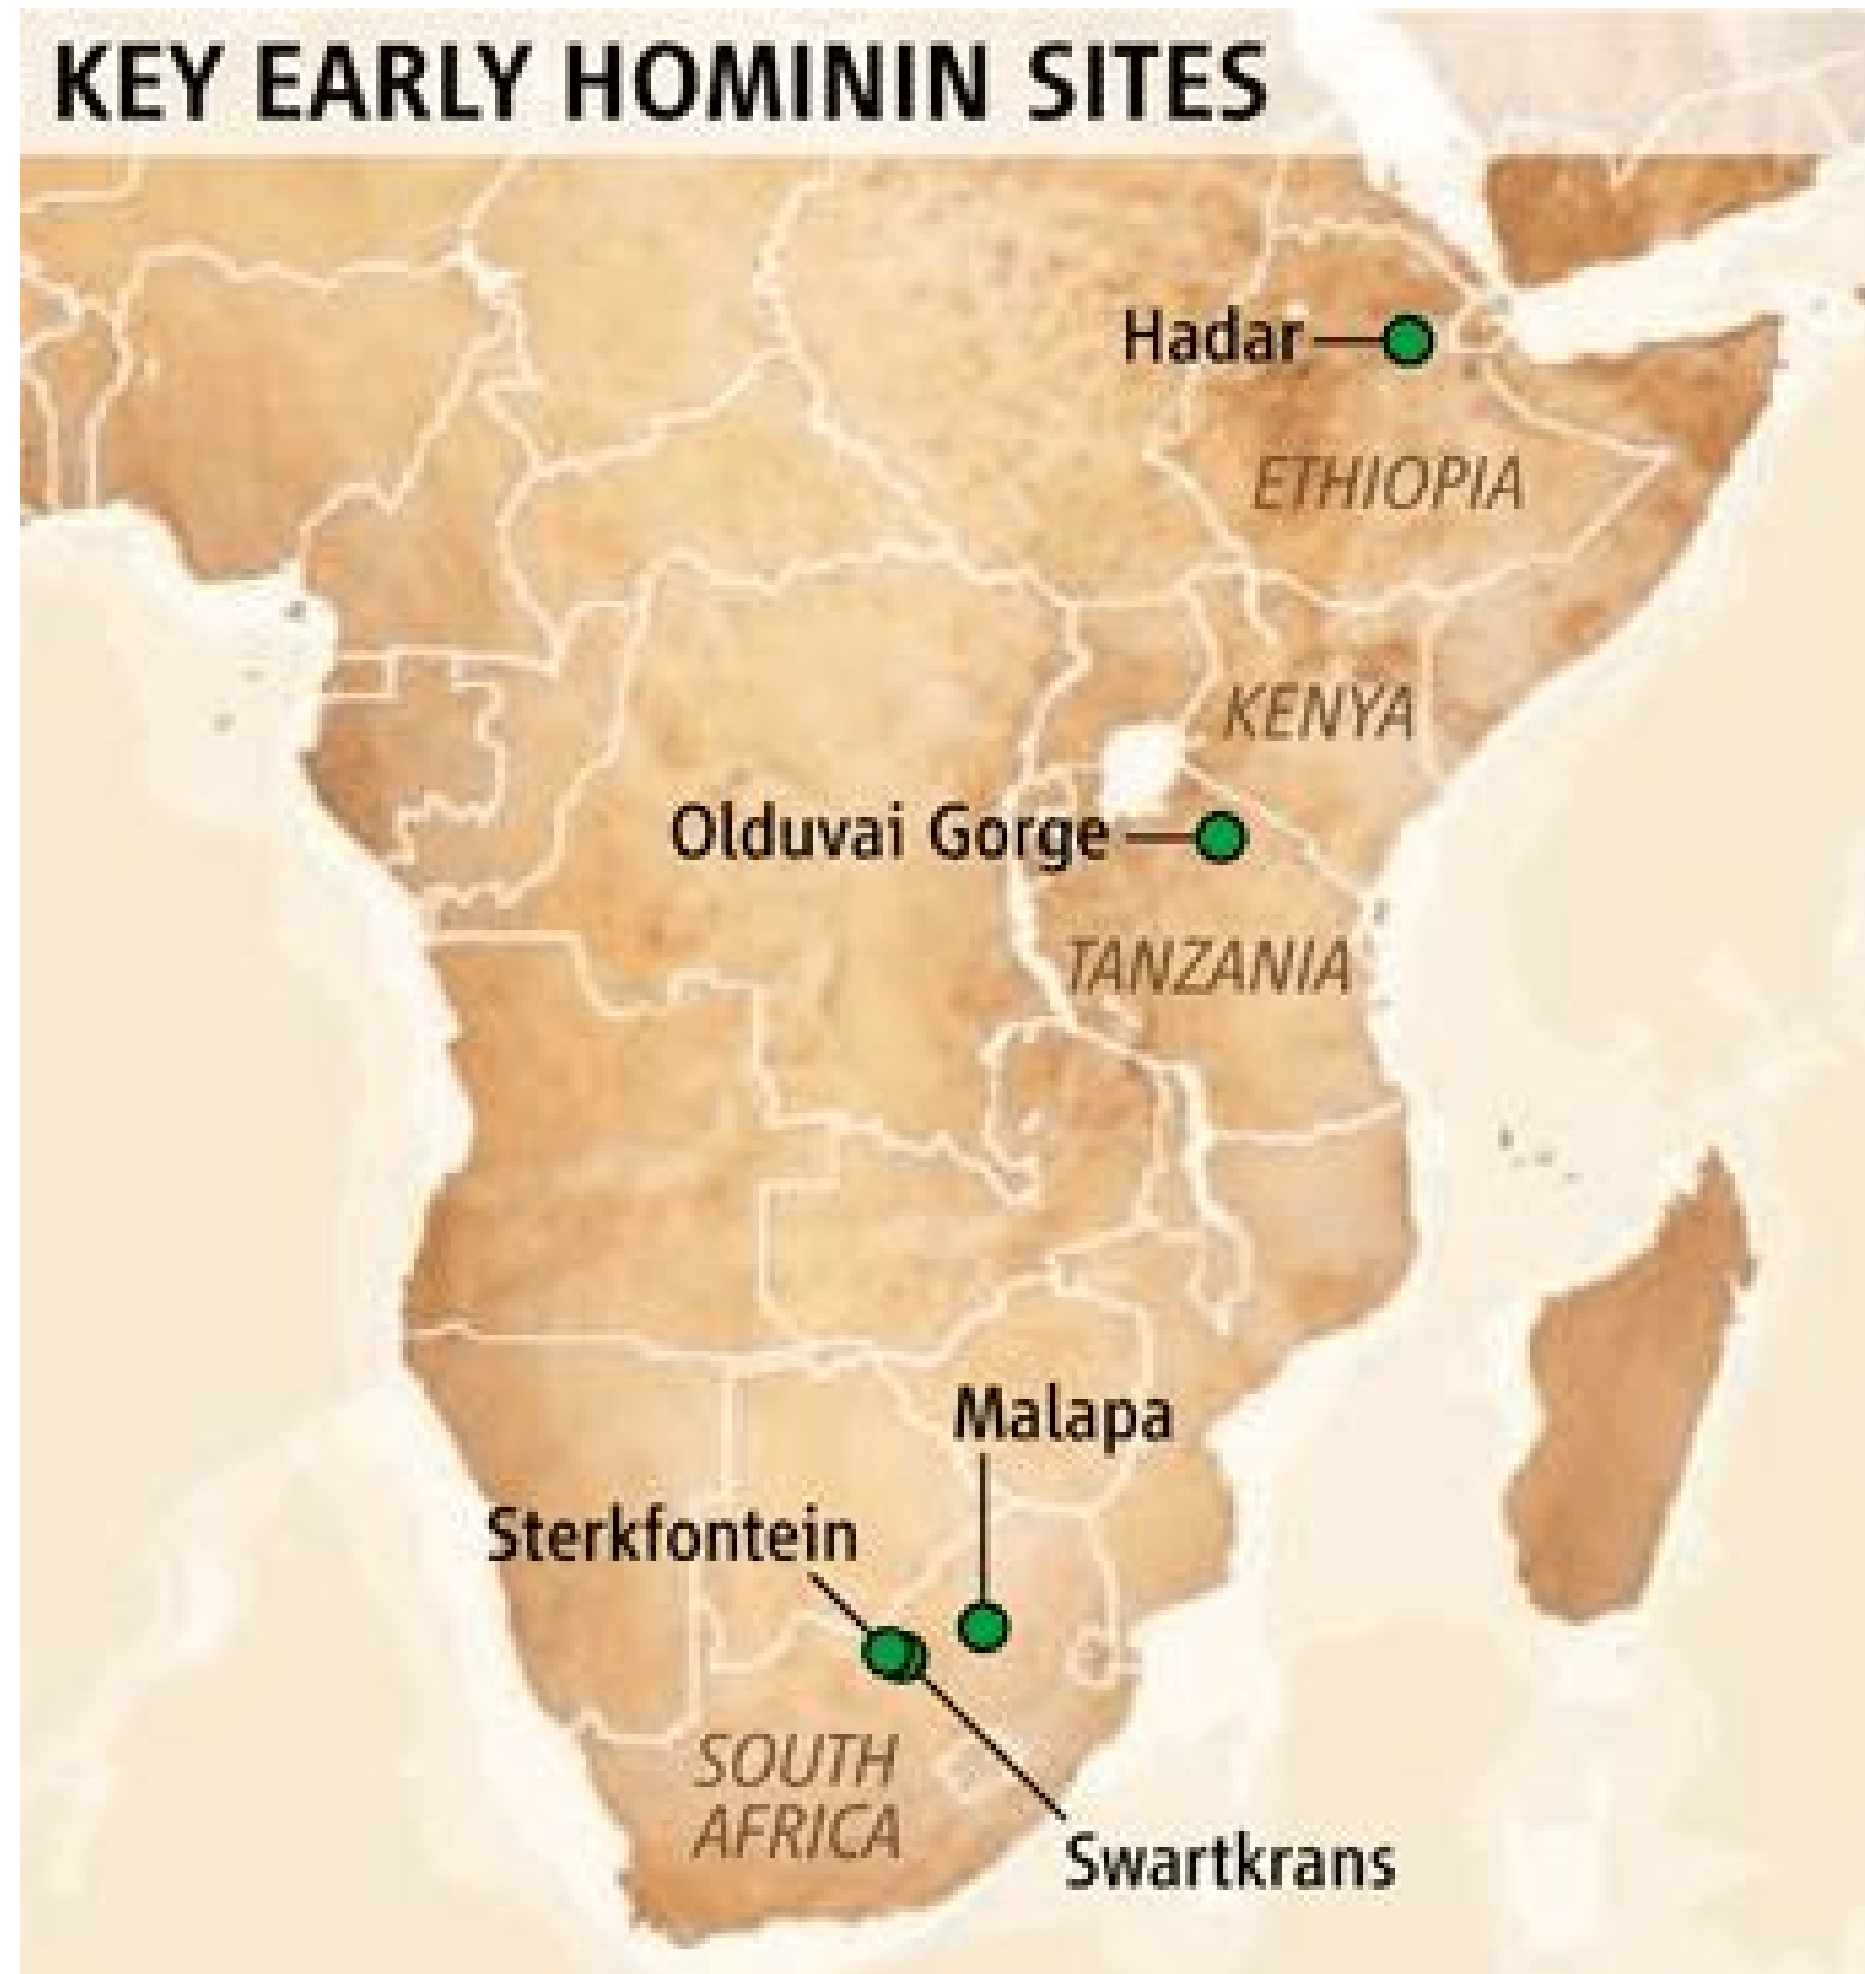 KEY EARLY HOMININ SITES
Hadar
ETHIOPIA
KENYA
Olduvai Gorge
TANZANIA
Malapa
Sterkfontein
SOUTH
AFRICA
Swartkrans